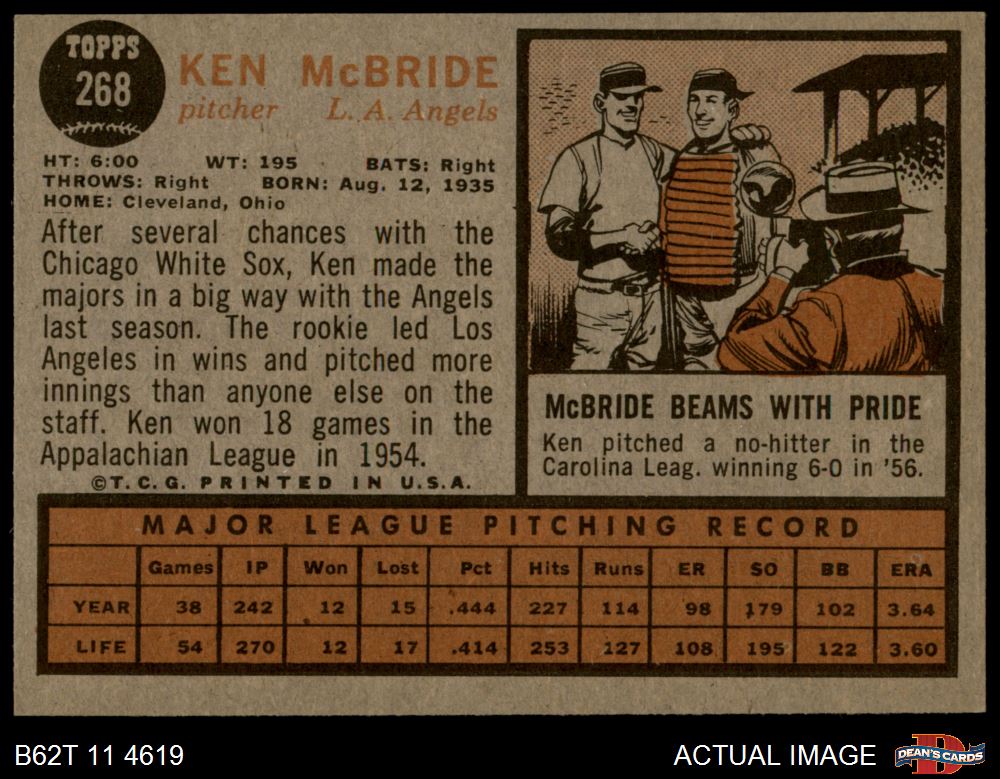 TOPPS
268
KEN McBRIDE
pitcher L. A. Angels
HT: 6:00 WT: 195 BATS: Right
THROWS: Right BORN: Aug. 12, 1935
HOME: Cleveland, Ohio
After several chances with the
Chicago White Sox, Ken made the
majors in a big way with the Angels
last season. The rookie led Los
Angeles in wins and pitched more
innings than anyone else on the
staff. Ken won 18 games in the
Appalachian League in 1954.
©T.C.G. PRINTED IN U.S.A.
McBRIDE BEAMS WITH PRIDE
Ken pitched a no-hitter in the
Carolina Leag. winning 6-0 in '56.
MAJOR LEAGUE PITCHING RECORD
Games IP Won Lost Pct Hits Runs ER SO BB ERA
YEAR 38 242 12 15 .444 227 114 98 179 102 3.64
LIFE 54 270 12 17 .414 253 127 108 195 122 3.60
B62T 11 4619 ACTUAL IMAGE
D
DEAN'S CARDS